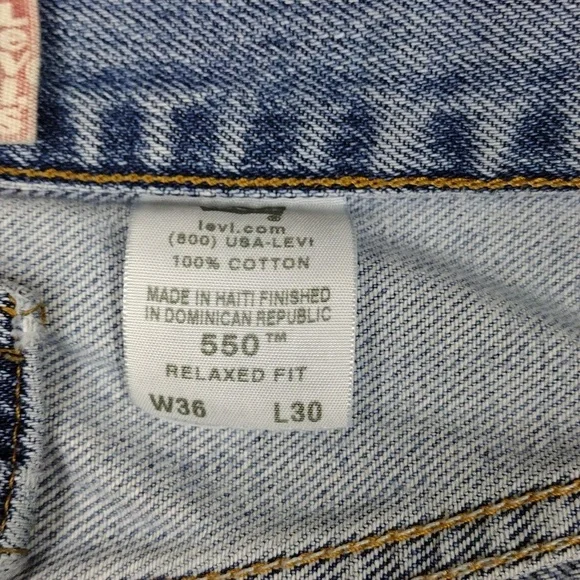 levi.com
(800) USA-LEVI
100% COTTON
MADE IN HAITI FINISHED
IN DOMINICAN REPUBLIC
550™
RELAXED FIT
W36 L30